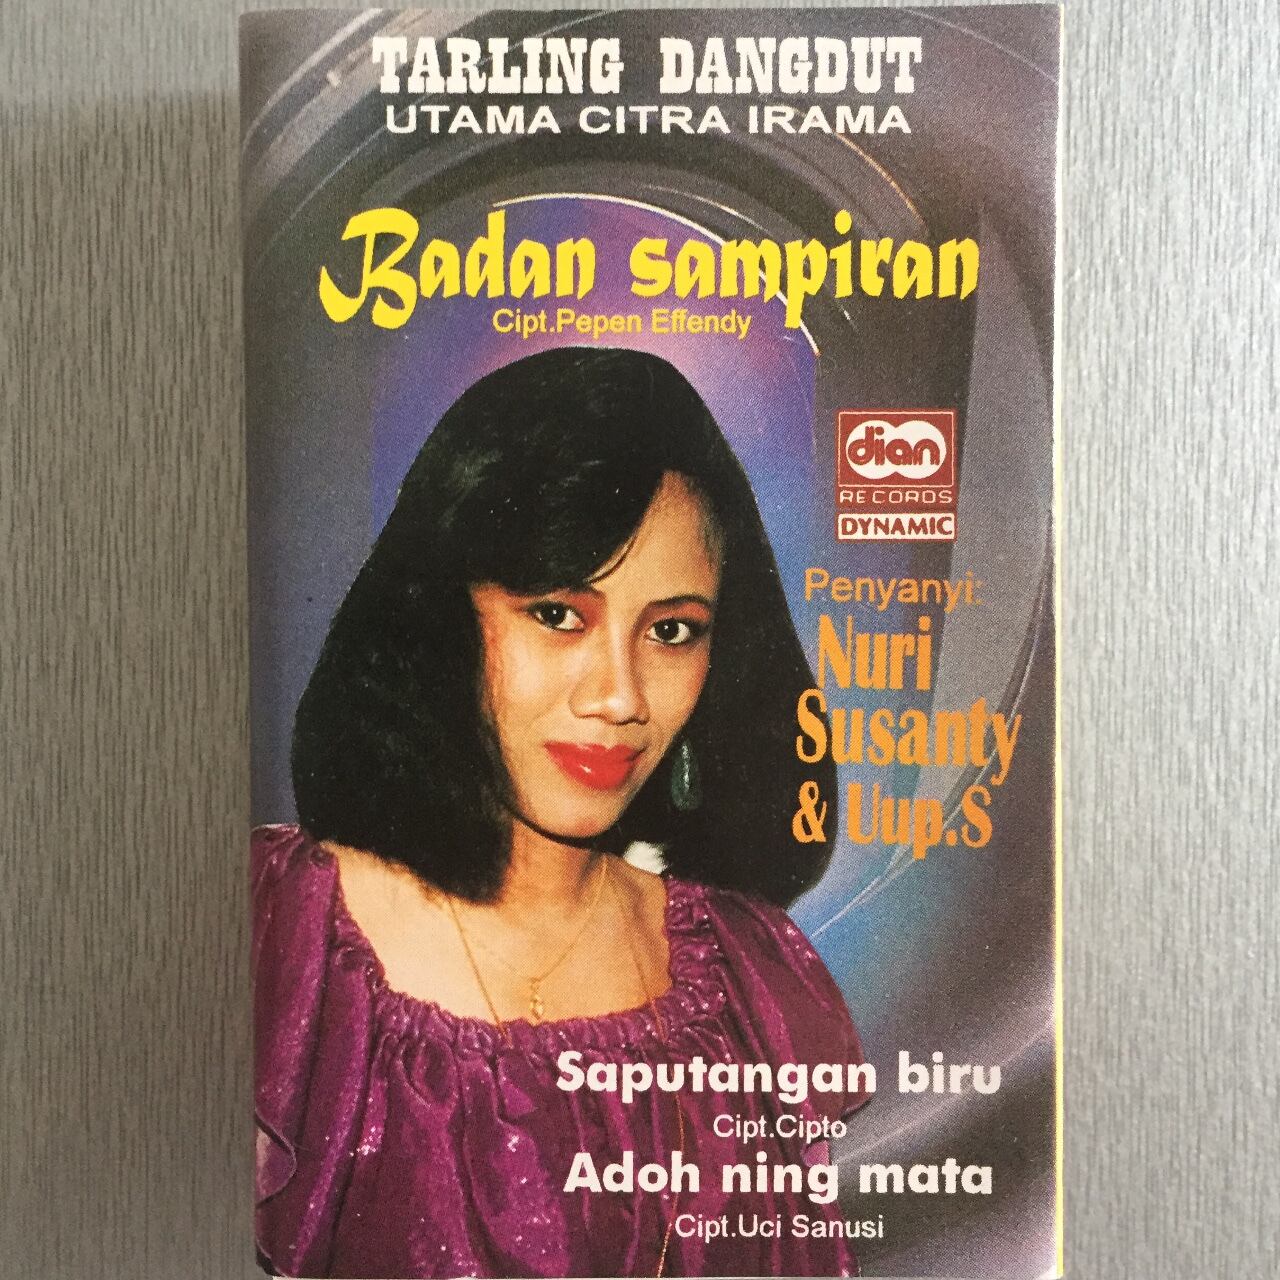 TARLING DANGDUT
UTAMA CITRA IRAMA
Badan sampiran
Cipt.Pepen Effendy
dian
RECORDS
DYNAMIC
Penyanyi:
Nuri
Susanty
& Uup.S
Saputangan biru
Cipt.Cipto
Adoh ning mata
Cipt.Uci Sanusi